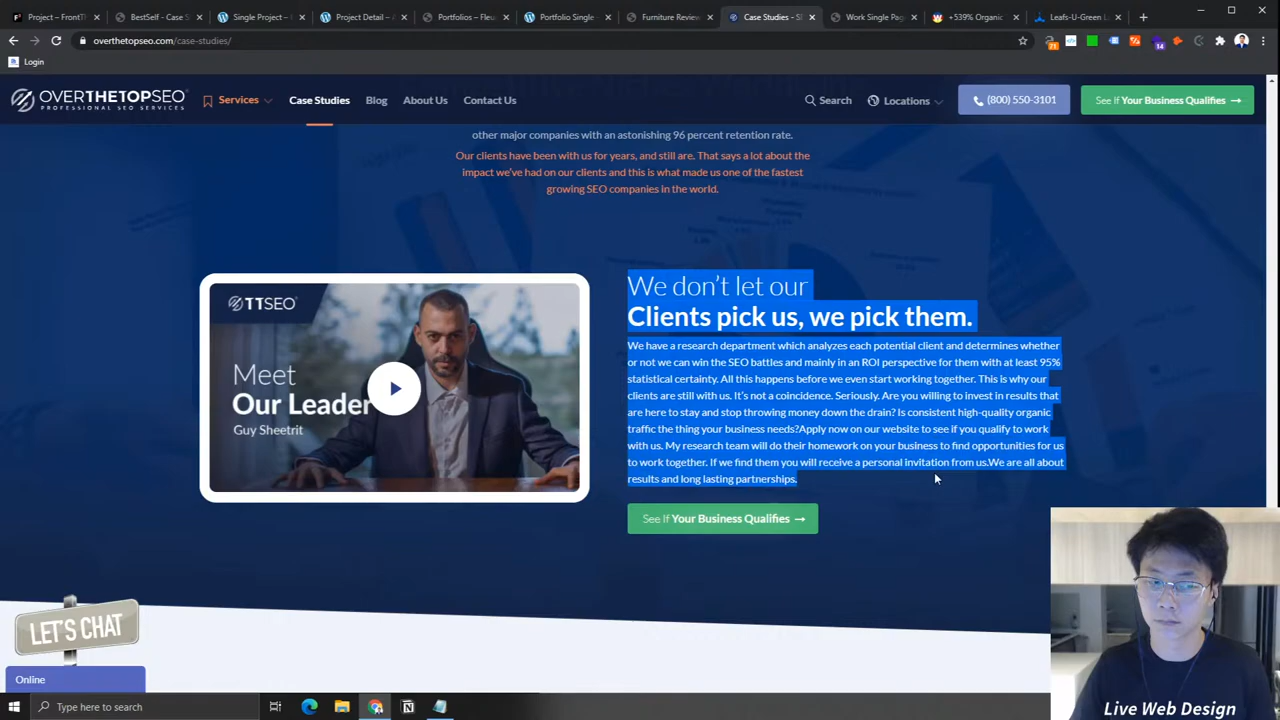 Project – FrontT
BestSelf - Case S
Single Project – 
Project Detail – A
Portfolios – Fleur
Portfolio Single -
Furniture Review
Case Studies - S
Work Single Page
+539% Organic
Leafs-U-Green L
overthetopseo.com/case-studies/
21
14
Login
OVERTHETOPSEO
PROFESSIONAL SEO SERVICES
Services
Case Studies
Blog
About Us
Contact Us
Search
Locations
(800) 550-3101
See If Your Business Qualifies →
other major companies with an astonishing 96 percent retention rate.
Our clients have been with us for years, and still are. That says a lot about the
impact we've had on our clients and this is what made us one of the fastest
growing SEO companies in the world.
TTSEO
Meet
Our Leader
Guy Sheetrit
We don't let our
Clients pick us, we pick them.
We have a research department which analyzes each potential client and determines whether
or not we can win the SEO battles and mainly in an ROI perspective for them with at least 95%
statistical certainty. All this happens before we even start working together. This is why our
clients are still with us. It's not a coincidence. Seriously. Are you willing to invest in results that
are here to stay and stop throwing money down the drain? Is consistent high-quality organic
traffic the thing your business needs?Apply now on our website to see if you qualify to work
with us. My research team will do their homework on your business to find opportunities for us
to work together. If we find them you will receive a personal invitation from us.We are all about
results and long lasting partnerships.
See If Your Business Qualifies →
LET'S CHAT
Online
Type here to search
Live Web Design